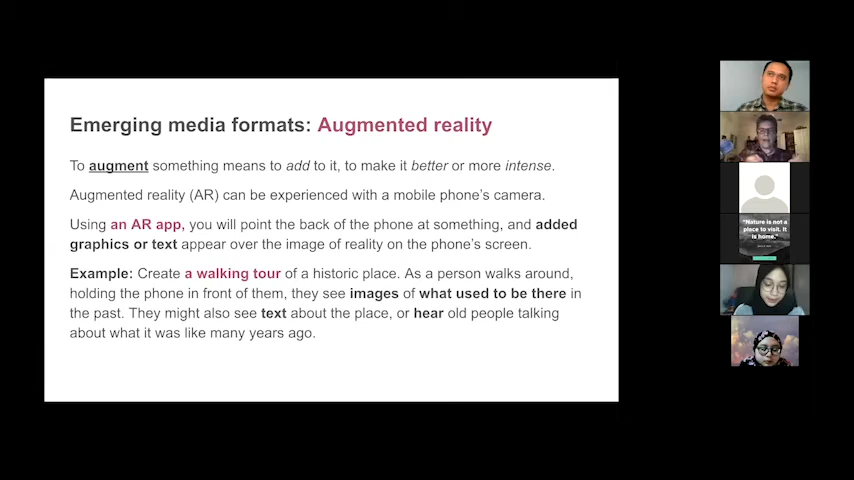 Emerging media formats: Augmented reality
To augment something means to add to it, to make it better or more intense.
Augmented reality (AR) can be experienced with a mobile phone's camera.
Using an AR app, you will point the back of the phone at something, and added
graphics or text appear over the image of reality on the phone's screen.
Example: Create a walking tour of a historic place. As a person walks around,
holding the phone in front of them, they see images of what used to be there in
the past. They might also see text about the place, or hear old people talking
about what it was like many years ago.
"Nature is not a
place to visit. It
is home."